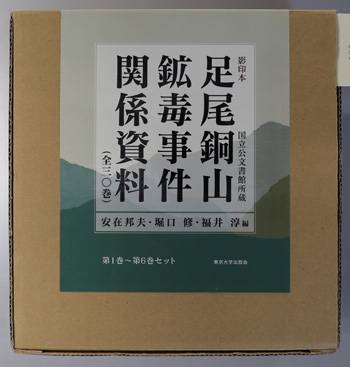 影印本
足尾銅山
鉱毒事件
関係資料
(全三〇巻)
国立公文書館所蔵
安在邦夫・堀口 修・福井 淳編
第1巻〜第6巻セット
東京大学出版会